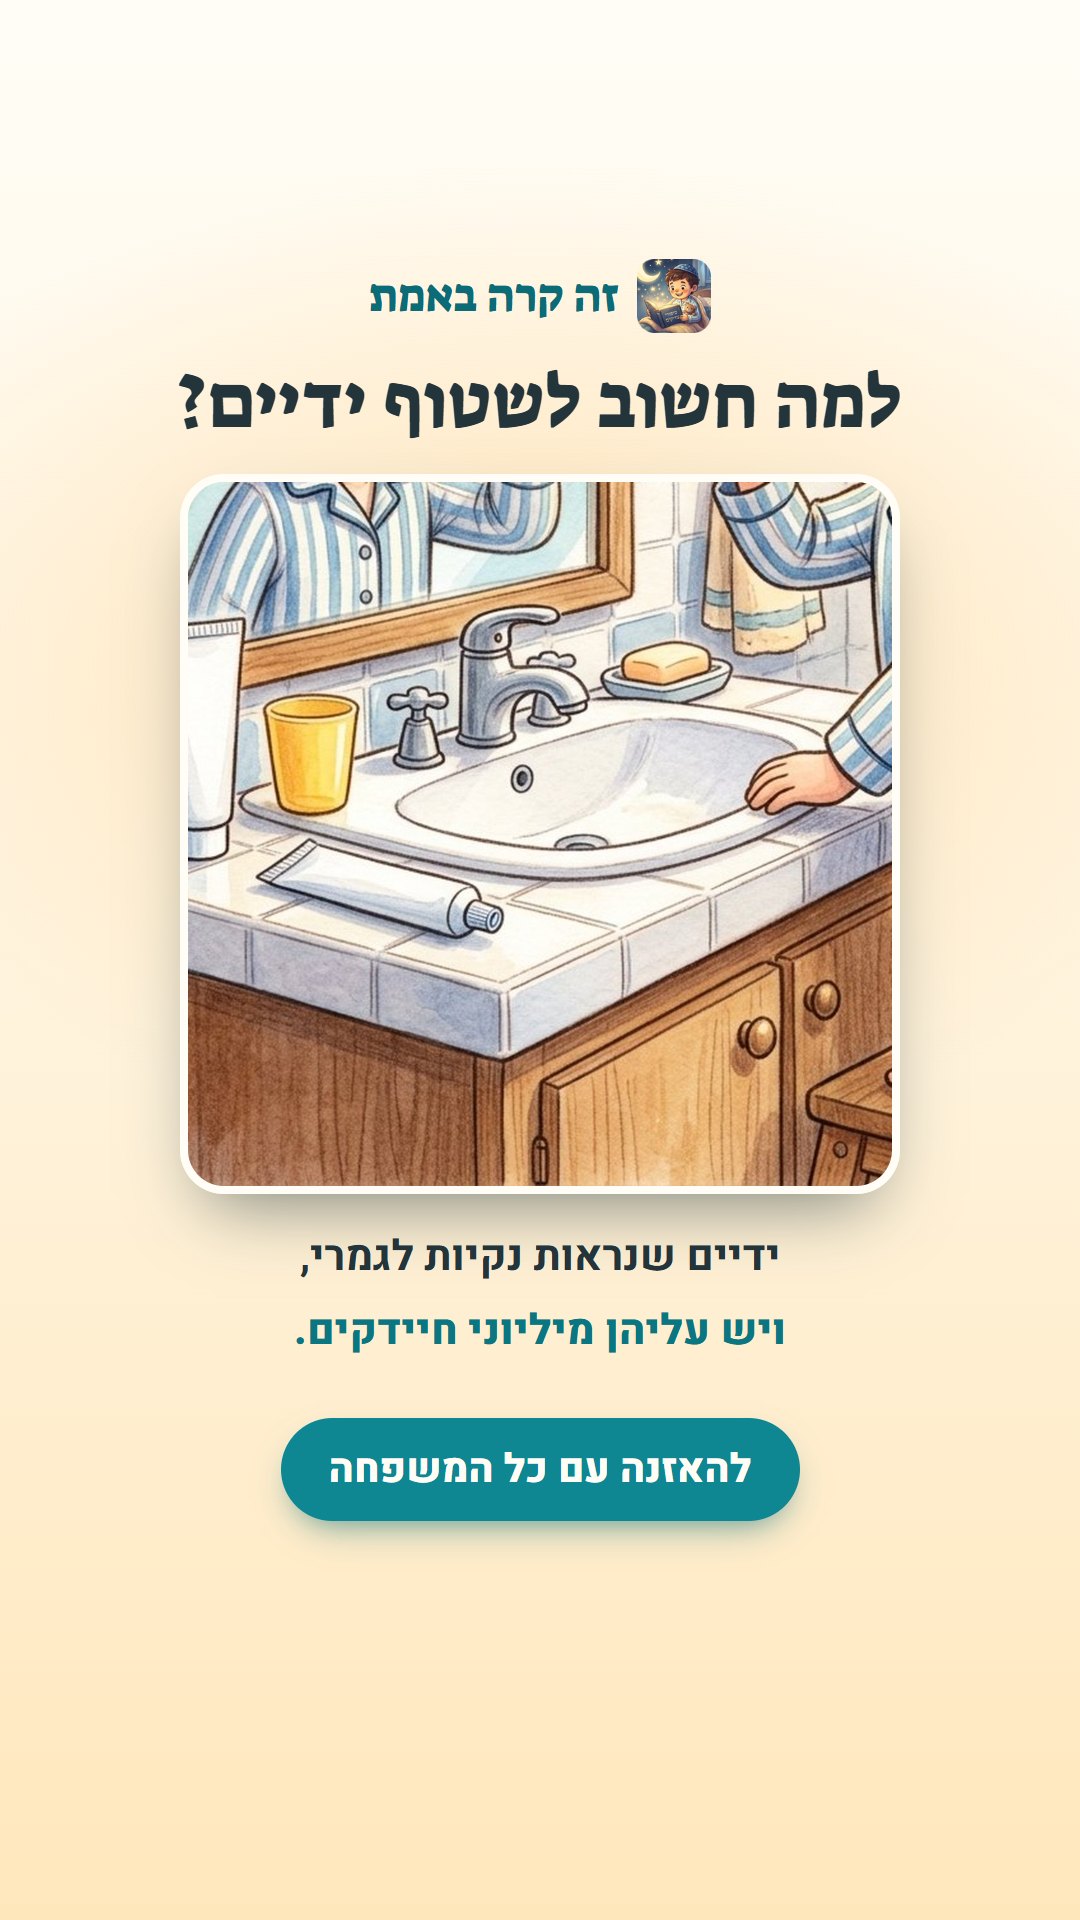 זה קרה באמת
למה חשוב לשטוף ידיים?
ידיים שנראות נקיות לגמרי,
ויש עליהן מיליוני חיידקים.
להאזנה עם כל המשפחה